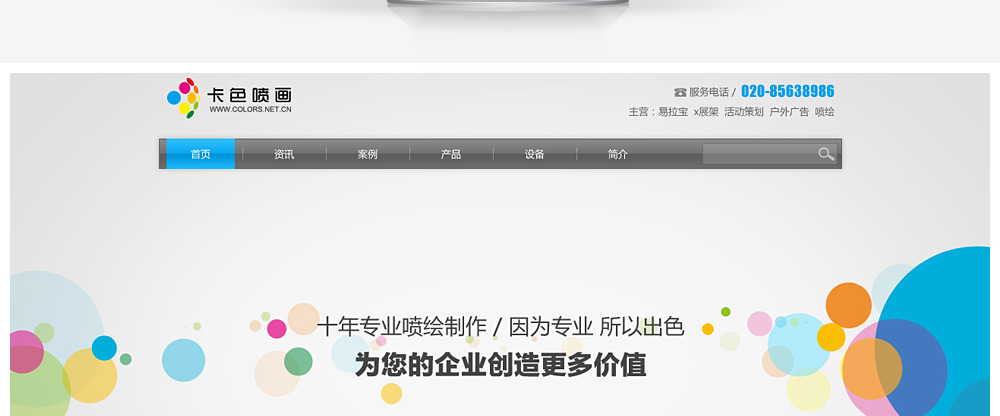 卡色喷画
WWW.COLORS.NET.CN
服务电话 / 020-85638986
主营：易拉宝 x展架 活动策划 户外广告 喷绘
首页 资讯 案例 产品 设备 简介
十年专业喷绘制作 / 因为专业 所以出色
为您的企业创造更多价值